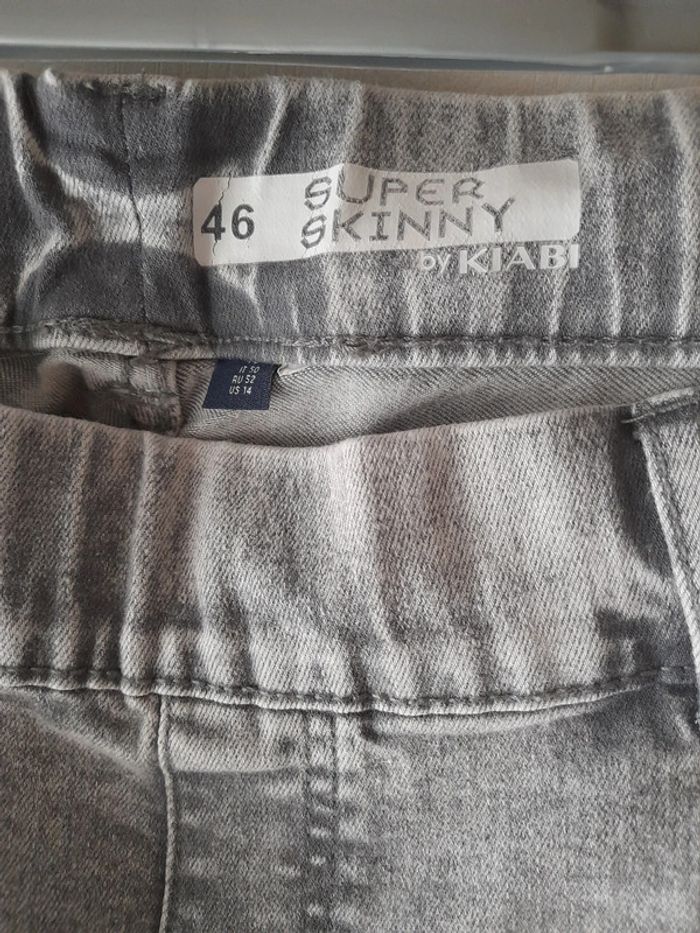 46
SUPER
SKINNY
by KIABI
IT 50
RU 52
US 14